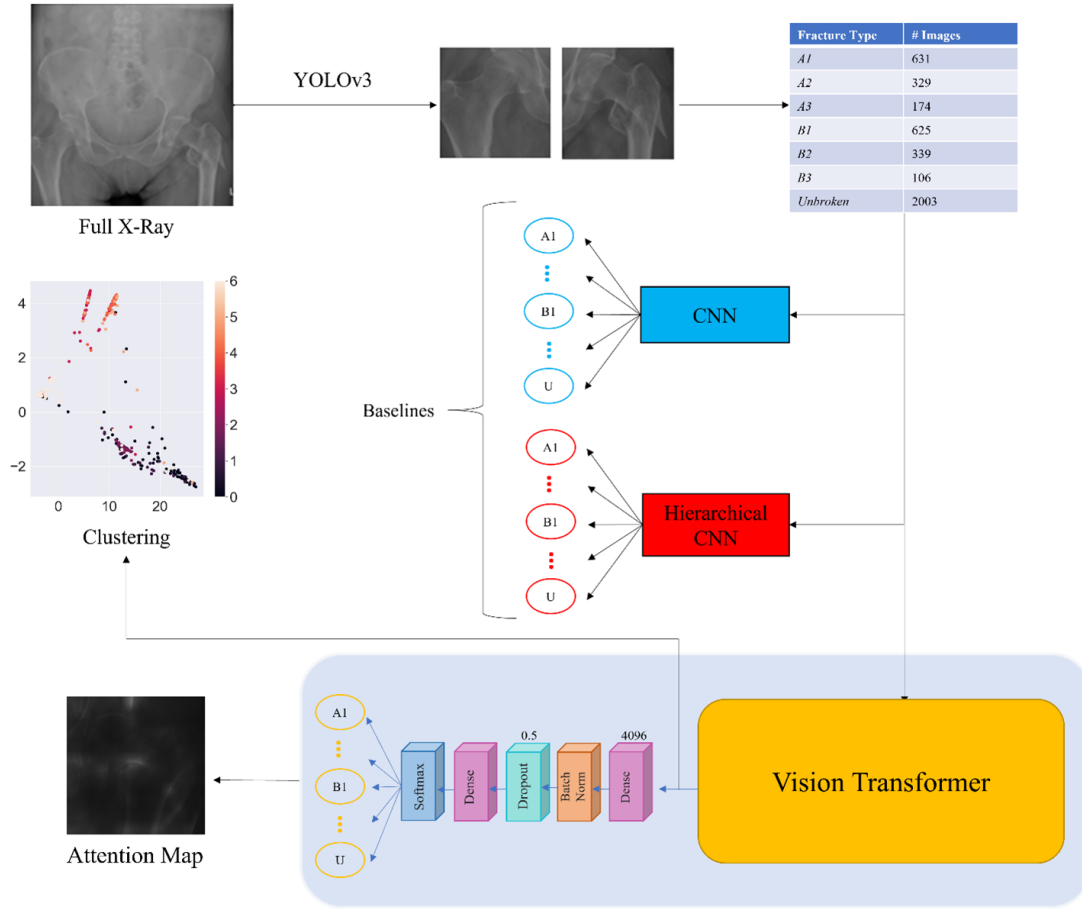 YOLOv3
Full X-Ray
Fracture Type # Images
A1 631
A2 329
A3 174
B1 625
B2 339
B3 106
Unbroken 2003
4
2
0
−2
0 10 20
6
5
4
3
2
1
0
Clustering
Baselines
A1
B1
U
CNN
A1
B1
U
Hierarchical
CNN
Attention Map
A1
B1
U
Softmax
Dense
0.5
Dropout
Batch
Norm
4096
Dense
Vision Transformer